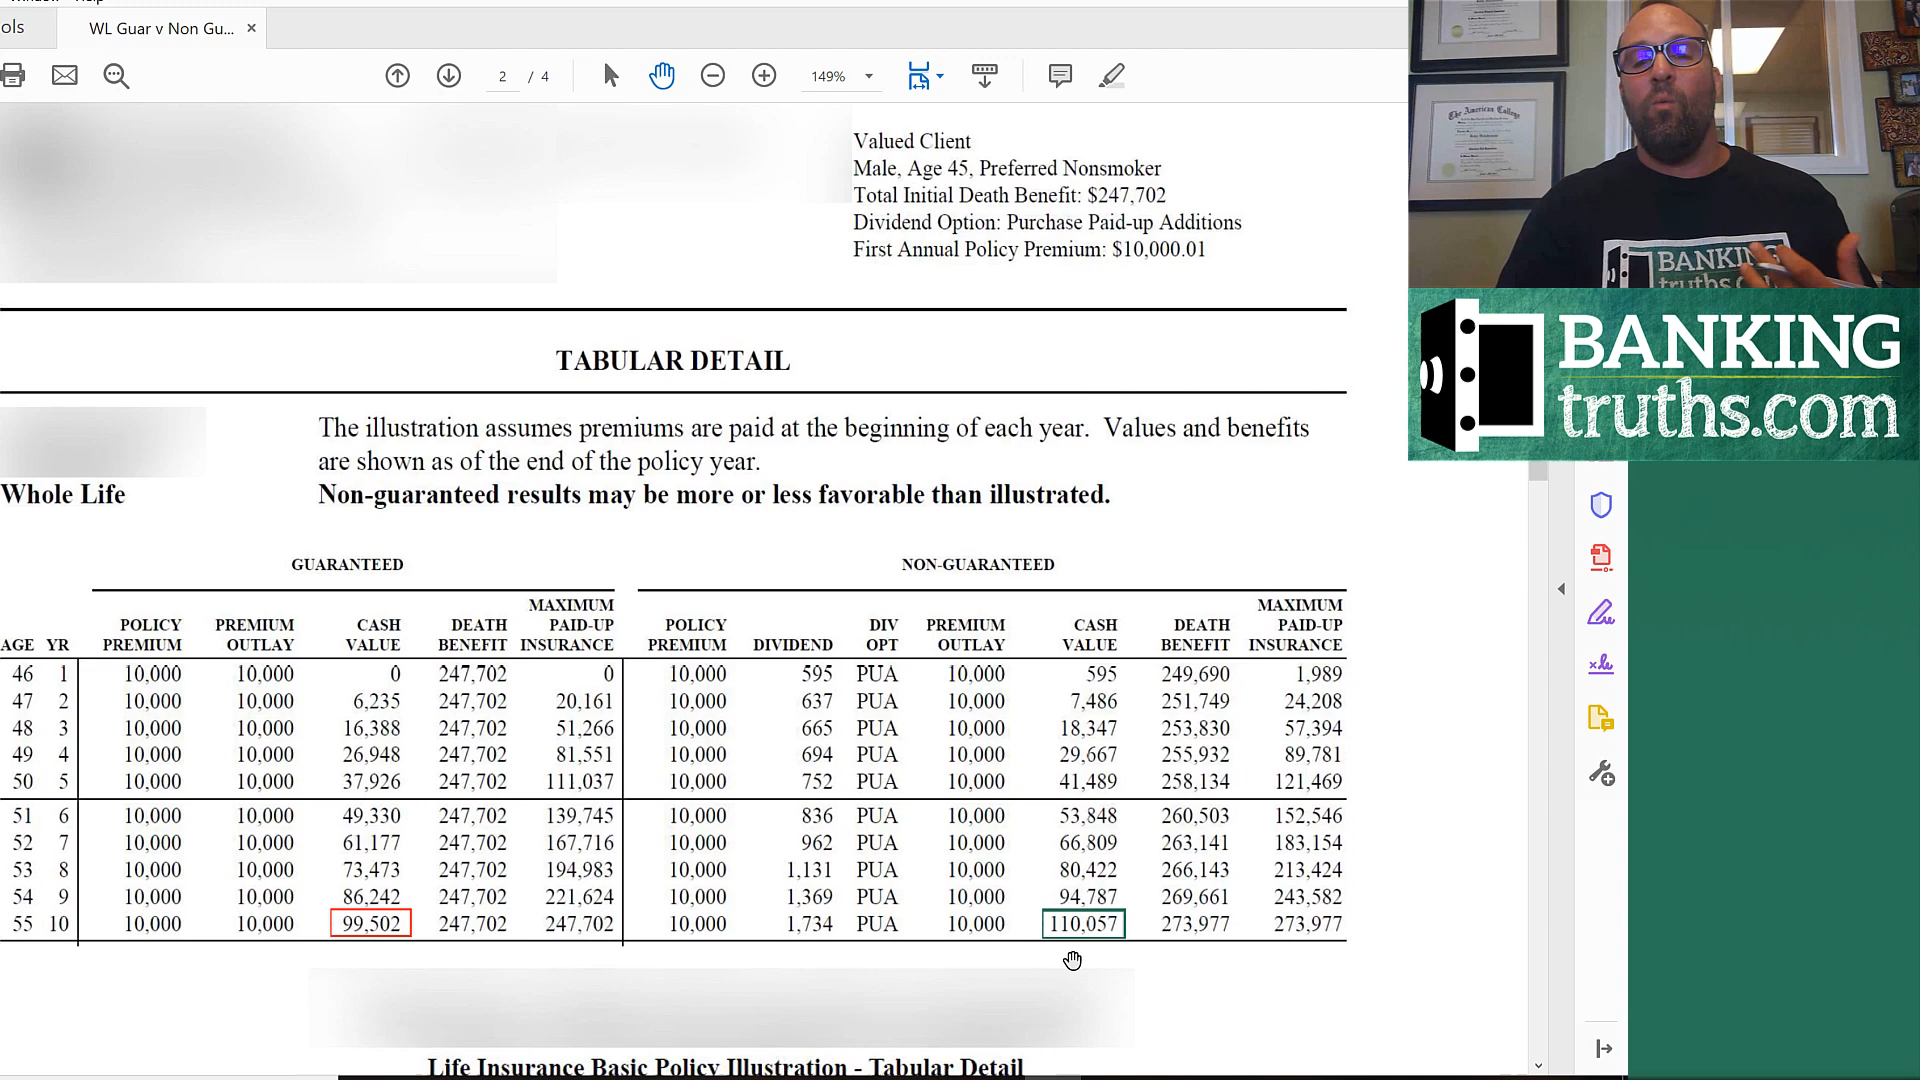 ols
WL Guar v Non Gu...
2 / 4
149%
Valued Client
Male, Age 45, Preferred Nonsmoker
Total Initial Death Benefit: $247,702
Dividend Option: Purchase Paid-up Additions
First Annual Policy Premium: $10,000.01
The American College
BANKING
truths.co
BANKING
truths.com
TABULAR DETAIL
The illustration assumes premiums are paid at the beginning of each year. Values and benefits
are shown as of the end of the policy year.
Whole Life
Non-guaranteed results may be more or less favorable than illustrated.
GUARANTEED NON-GUARANTEED
MAXIMUM MAXIMUM
POLICY PREMIUM CASH DEATH PAID-UP POLICY DIV PREMIUM CASH DEATH PAID-UP
AGE YR PREMIUM OUTLAY VALUE BENEFIT INSURANCE PREMIUM DIVIDEND OPT OUTLAY VALUE BENEFIT INSURANCE
46 1 10,000 10,000 0 247,702 0 10,000 595 PUA 10,000 595 249,690 1,989
47 2 10,000 10,000 6,235 247,702 20,161 10,000 637 PUA 10,000 7,486 251,749 24,208
48 3 10,000 10,000 16,388 247,702 51,266 10,000 665 PUA 10,000 18,347 253,830 57,394
49 4 10,000 10,000 26,948 247,702 81,551 10,000 694 PUA 10,000 29,667 255,932 89,781
50 5 10,000 10,000 37,926 247,702 111,037 10,000 752 PUA 10,000 41,489 258,134 121,469
51 6 10,000 10,000 49,330 247,702 139,745 10,000 836 PUA 10,000 53,848 260,503 152,546
52 7 10,000 10,000 61,177 247,702 167,716 10,000 962 PUA 10,000 66,809 263,141 183,154
53 8 10,000 10,000 73,473 247,702 194,983 10,000 1,131 PUA 10,000 80,422 266,143 213,424
54 9 10,000 10,000 86,242 247,702 221,624 10,000 1,369 PUA 10,000 94,787 269,661 243,582
55 10 10,000 10,000 99,502 247,702 247,702 10,000 1,734 PUA 10,000 110,057 273,977 273,977
Life Insurance Basic Policy Illustration - Tabular Detail